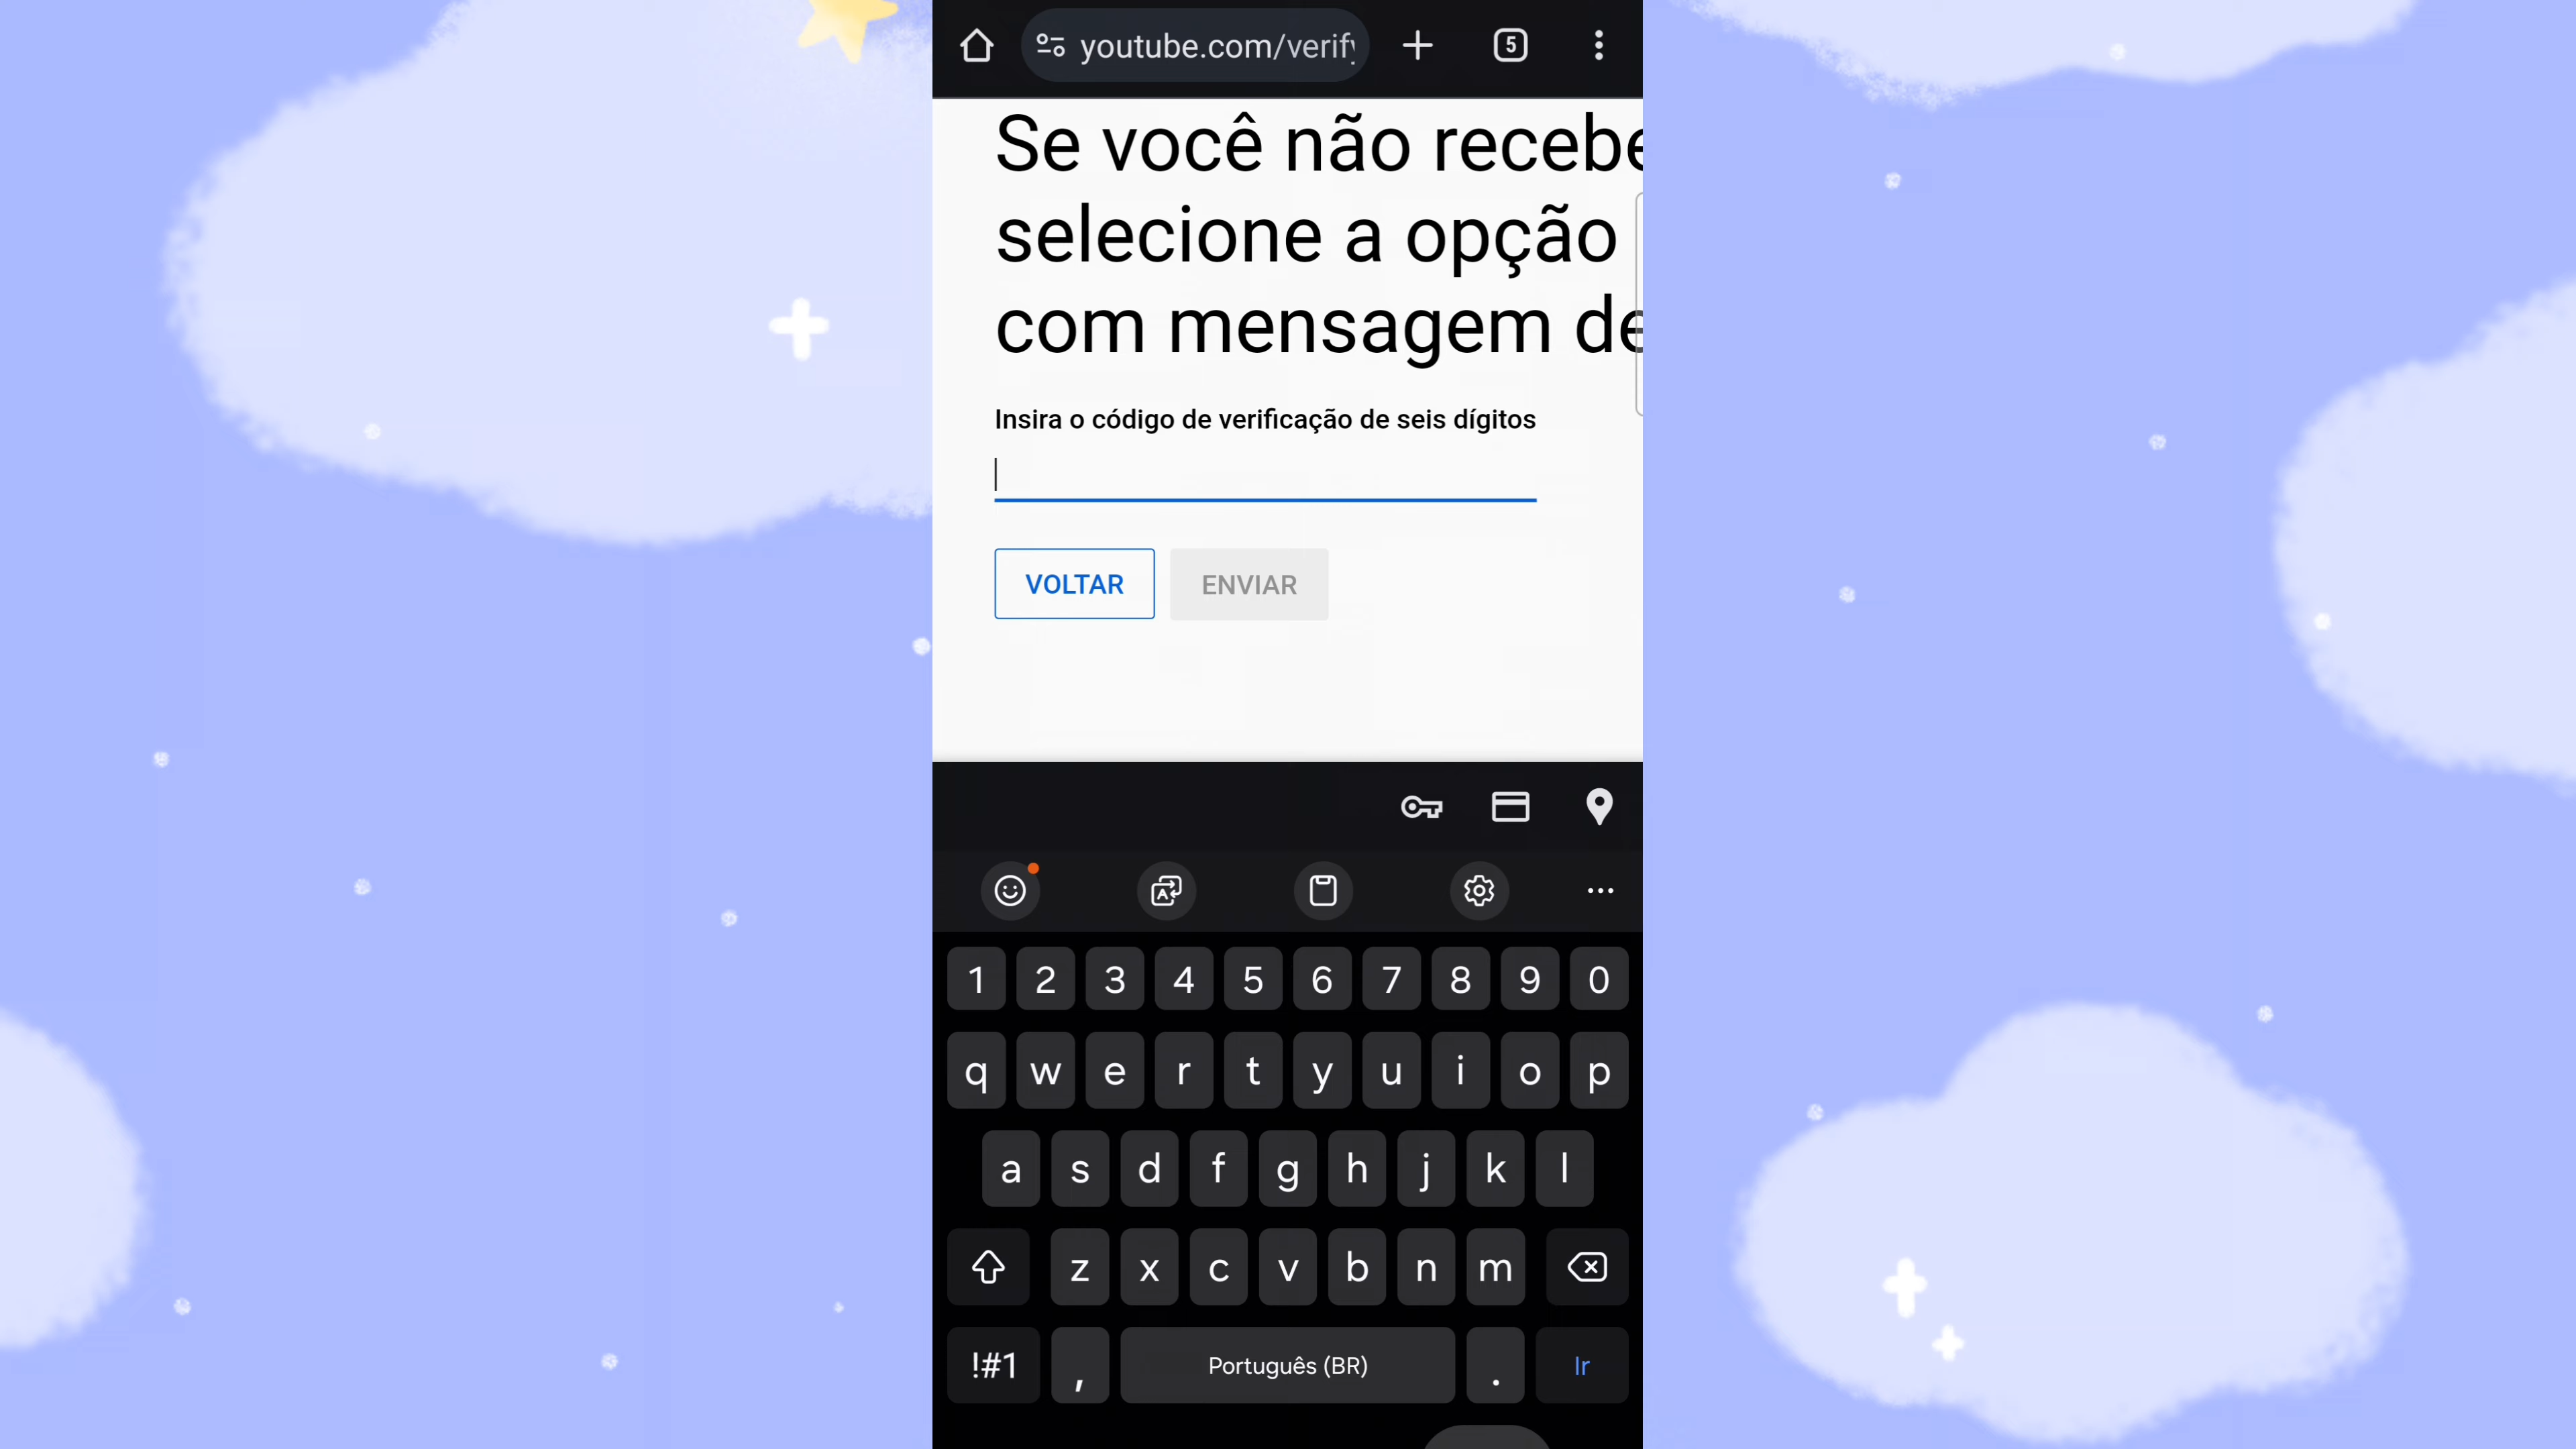 youtube.com/verify
5
Se você não recebe
selecione a opção
com mensagem de
Insira o código de verificação de seis dígitos
VOLTAR
ENVIAR
1 2 3 4 5 6 7 8 9 0
q w e r t y u i o p
a s d f g h j k l
z x c v b n m
!#1 , Português (BR) . Ir